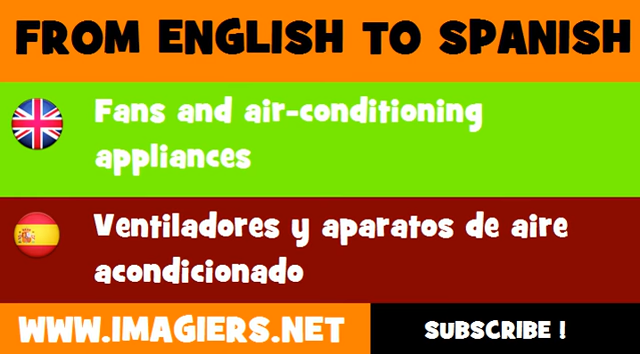 FROM ENGLISH TO SPANISH
Fans and air-conditioning
appliances
Ventiladores y aparatos de aire
acondicionado
WWW.IMAGIERS.NET
SUBSCRIBE !